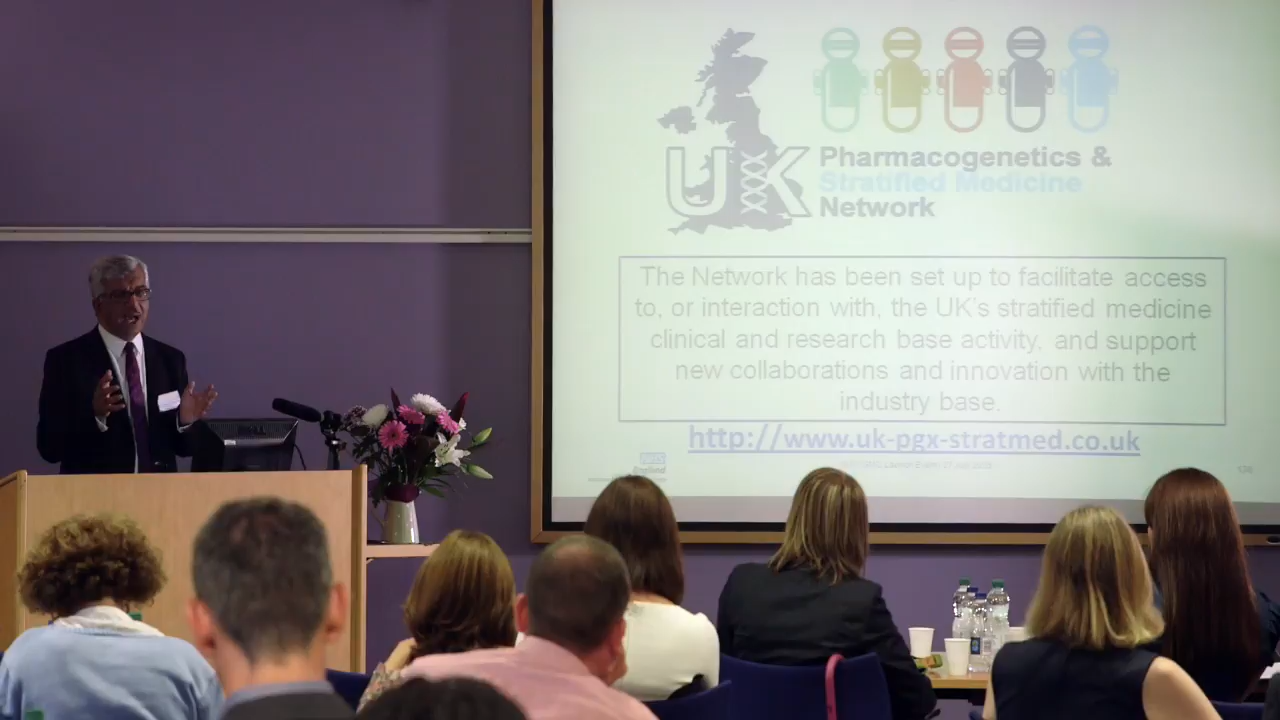 UK
Pharmacogenetics &
Stratified Medicine
Network
The Network has been set up to facilitate access
to, or interaction with, the UK's stratified medicine
clinical and research base activity, and support
new collaborations and innovation with the
industry base.
http://www.uk-pgx-stratmed.co.uk
England